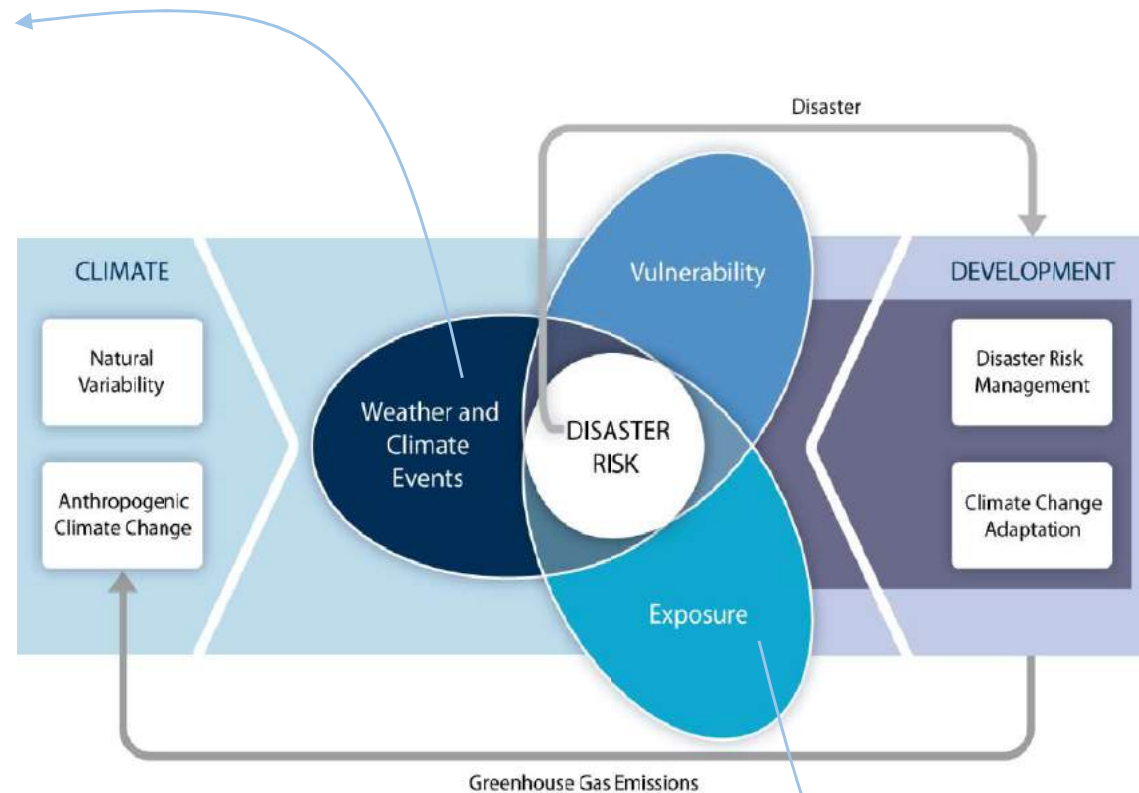 Disaster
CLIMATE
Natural
Variability
Anthropogenic
Climate Change
Vulnerability
Weather and
Climate
Events
DISASTER
RISK
Exposure
DEVELOPMENT
Disaster Risk
Management
Climate Change
Adaptation
Greenhouse Gas Emissions